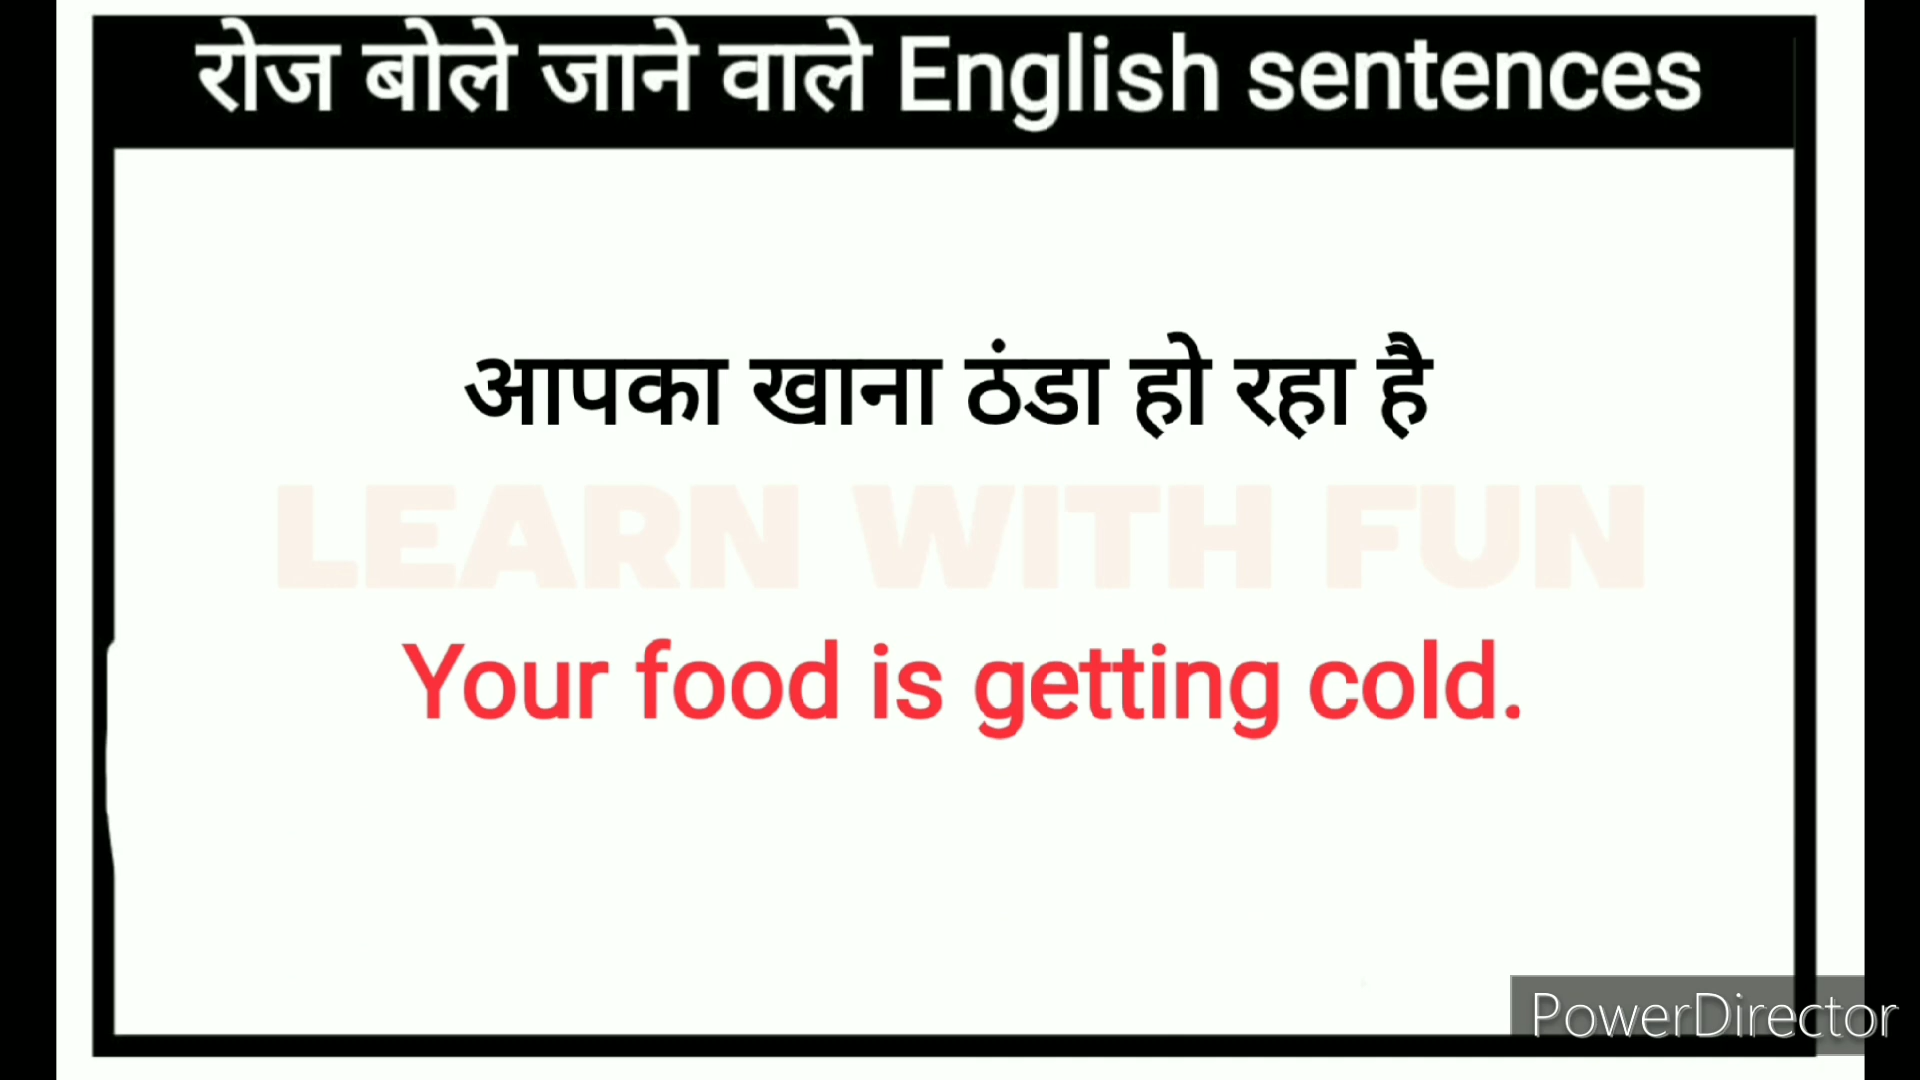 रोज बोले जाने वाले English sentences
आपका खाना ठंडा हो रहा है
LEARN WITH FUN
Your food is getting cold.
PowerDirector